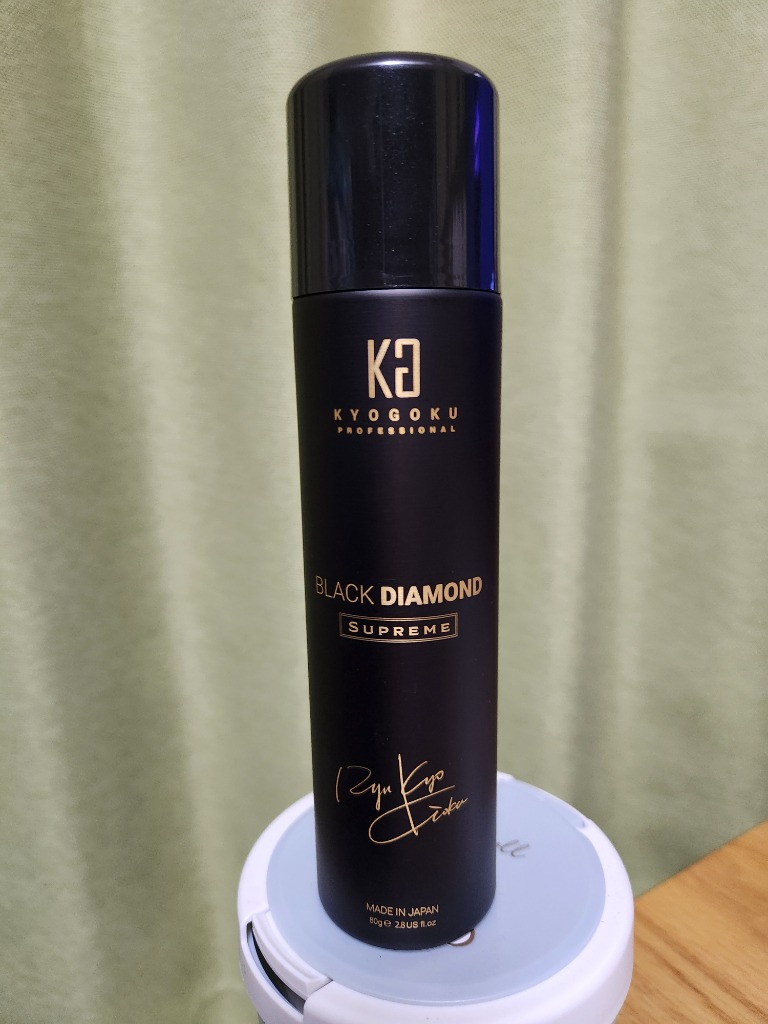 KG
KYOGOKU
PROFESSIONAL
BLACK DIAMOND
SUPREME
Ryu Kyo
MADE IN JAPAN
80g ℮ 2.8 US fl.oz